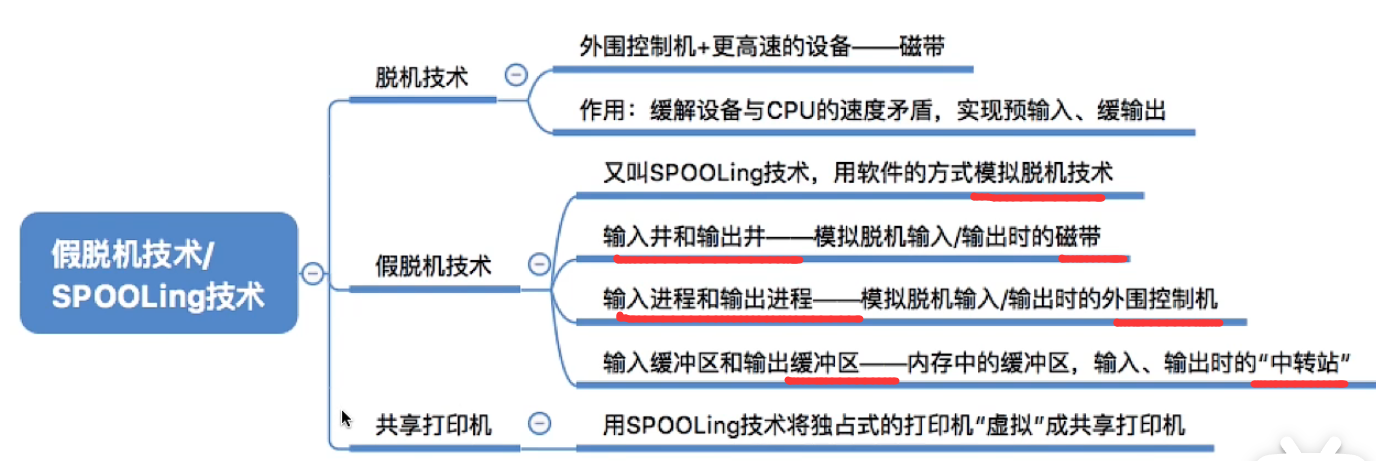 假脱机技术/
SPOOLing技术
脱机技术
外围控制机+更高速的设备——磁带
作用：缓解设备与CPU的速度矛盾，实现预输入、缓输出
假脱机技术
又叫SPOOLing技术，用软件的方式模拟脱机技术
输入井和输出井——模拟脱机输入/输出时的磁带
输入进程和输出进程——模拟脱机输入/输出时的外围控制机
输入缓冲区和输出缓冲区——内存中的缓冲区，输入、输出时的“中转站”
共享打印机
用SPOOLing技术将独占式的打印机“虚拟”成共享打印机